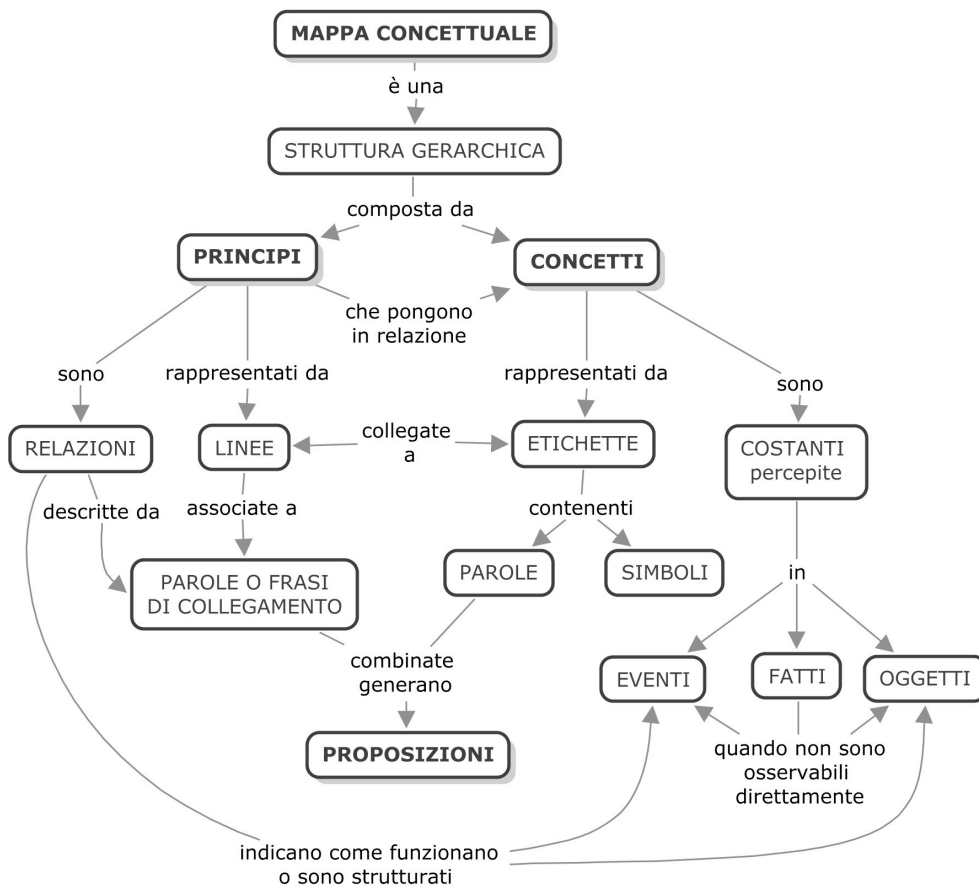 MAPPA CONCETTUALE
è una
STRUTTURA GERARCHICA
composta da
PRINCIPI
CONCETTI
che pongono
in relazione
sono
rappresentati da
rappresentati da
sono
RELAZIONI
LINEE
collegate
a
ETICHETTE
COSTANTI
percepite
descritte da
associate a
contenenti
PAROLE O FRASI
DI COLLEGAMENTO
PAROLE
SIMBOLI
in
combinate
generano
EVENTI
FATTI
OGGETTI
PROPOSIZIONI
quando non sono
osservabili
direttamente
indicano come funzionano
o sono strutturati